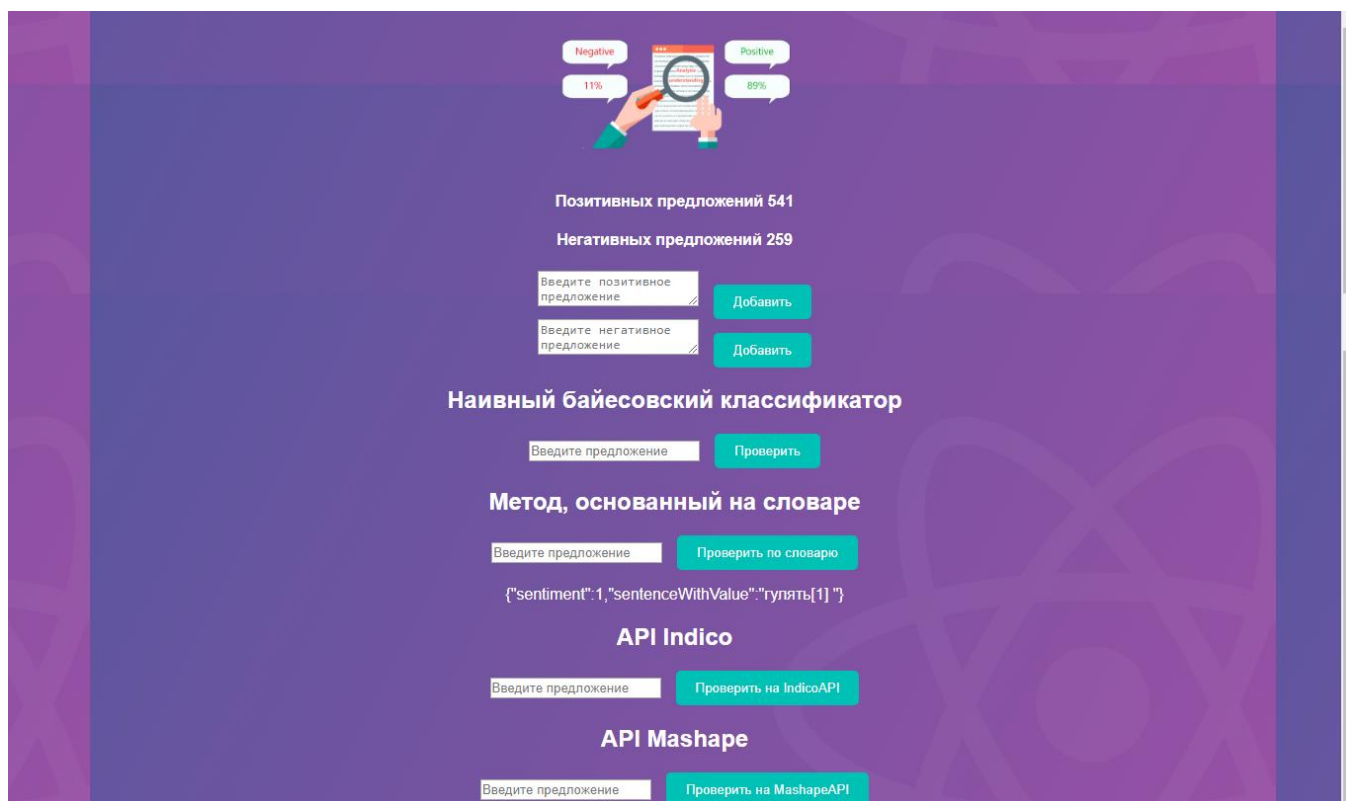 Negative
Positive
Analysis
understanding
11%
89%
Позитивных предложений 541
Негативных предложений 259
Введите позитивное
предложение
Добавить
Введите негативное
предложение
Добавить
Наивный байесовский классификатор
Введите предложение
Проверить
Метод, основанный на словаре
Введите предложение
Проверить по словарю
{"sentiment":1,"sentenceWithValue":"гулять[1] "}
API Indico
Введите предложение
Проверить на IndicoAPI
API Mashape
Введите предложение
Проверить на MashapeAPI